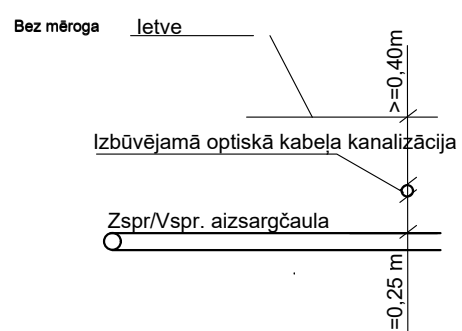 Bez mēroga
Ietve
>=0,40m
Izbūvējamā optiskā kabeļa kanalizācija
Zspr/Vspr. aizsargčaula
=0,25 m